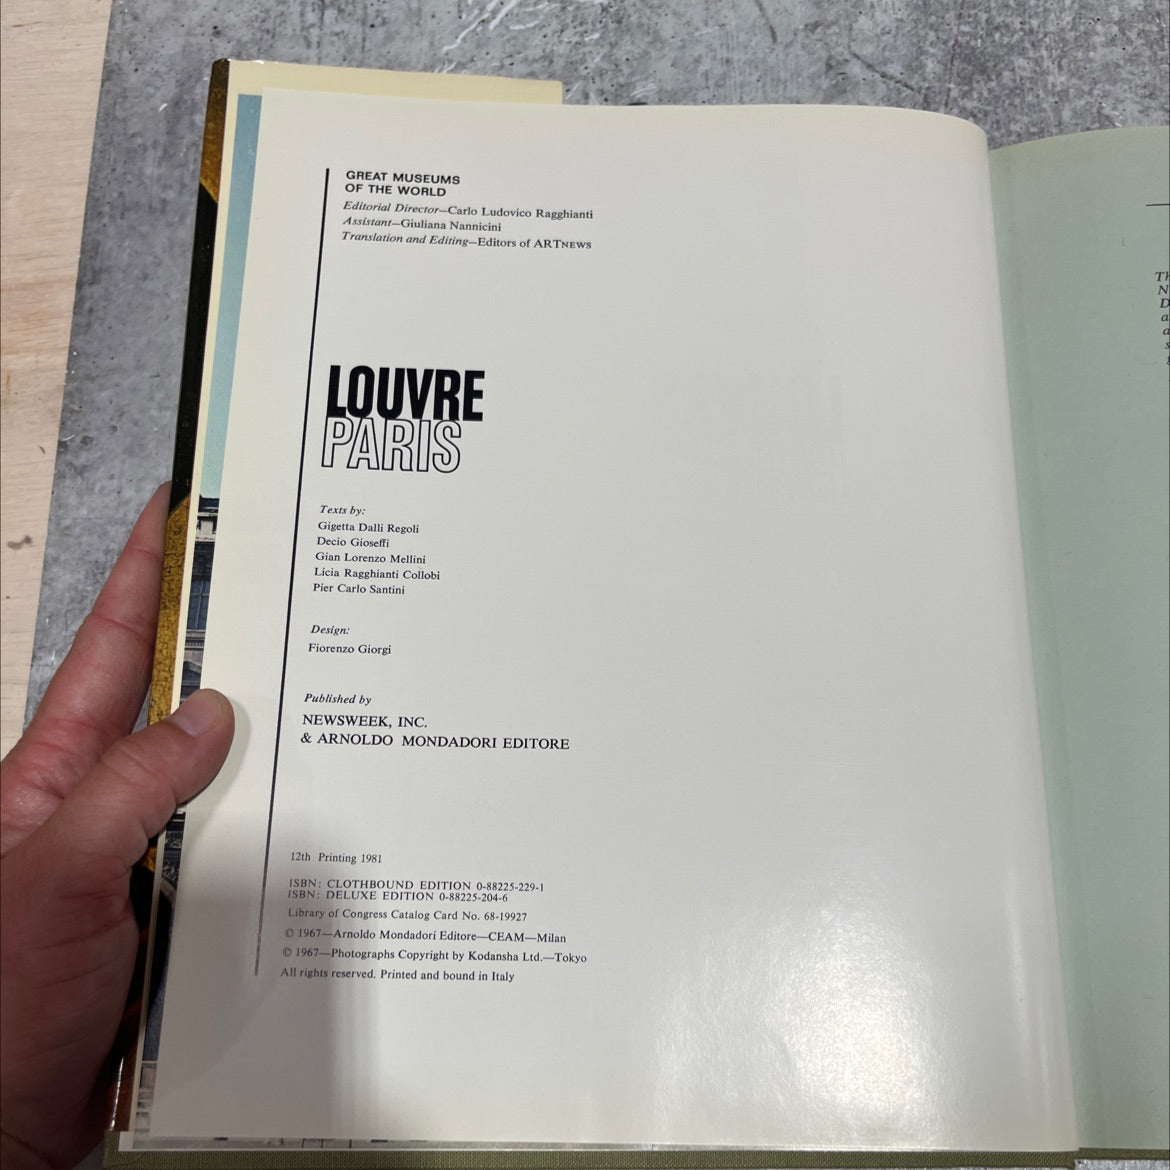 GREAT MUSEUMS
OF THE WORLD
Editorial Director—Carlo Ludovico Ragghianti
Assistant—Giuliana Nannicini
Translation and Editing—Editors of ARTNEWS
LOUVRE
PARIS
Texts by:
Gigetta Dalli Regoli
Decio Gioseffi
Gian Lorenzo Mellini
Licia Ragghianti Collobi
Pier Carlo Santini
Design:
Fiorenzo Giorgi
Published by
NEWSWEEK, INC.
& ARNOLDO MONDADORI EDITORE
12th Printing 1981
ISBN: CLOTHBOUND EDITION 0-88225-229-1
ISBN: DELUXE EDITION 0-88225-204-6
Library of Congress Catalog Card No. 68-19927
© 1967—Arnoldo Mondadori Editore—CEAM—Milan
© 1967—Photographs Copyright by Kodansha Ltd.—Tokyo
All rights reserved. Printed and bound in Italy